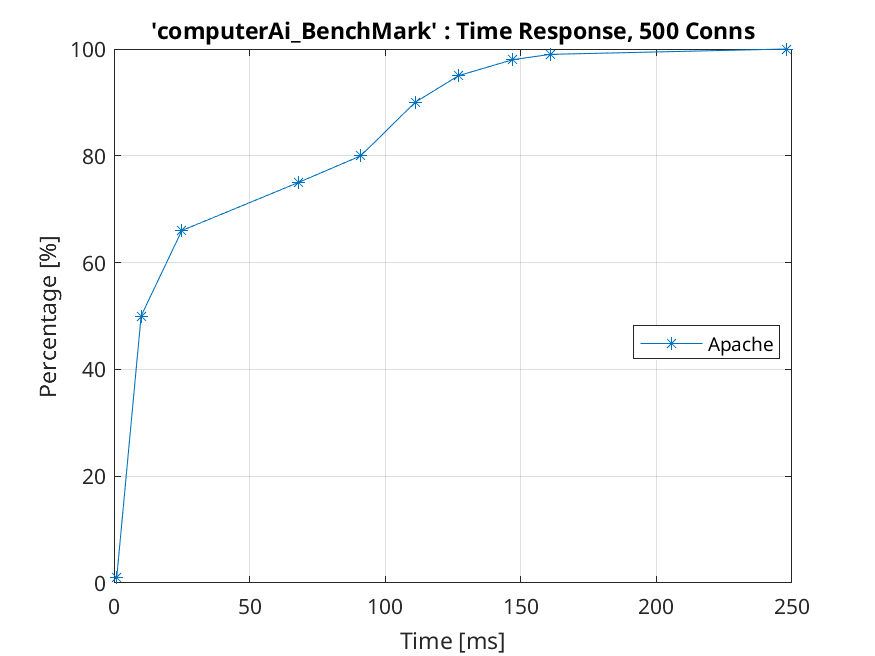 'computerAi_BenchMark' : Time Response, 500 Conns
100
80
60
40
20
0
Percentage [%]
Apache
0 50 100 150 200 250
Time [ms]